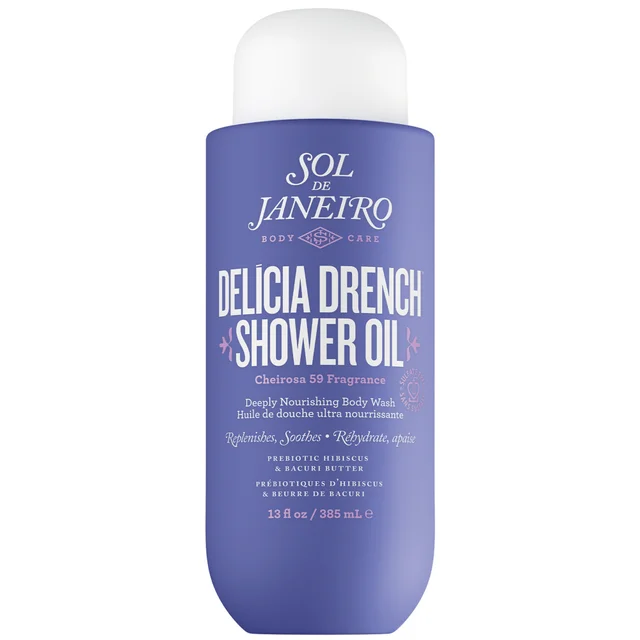 SOL
DE
JANEIRO
BODY CARE
DELÍCIA DRENCH™
SHOWER OIL
Cheirosa 59 Fragrance
Deeply Nourishing Body Wash
Huile de douche ultra nourrissante
Replenishes, Soothes • Réhydrate, apaise
PREBIOTIC HIBISCUS
& BACURI BUTTER
PRÉBIOTIQUES D'HIBISCUS
& BEURRE DE BACURI
13 fl oz / 385 mL ℮